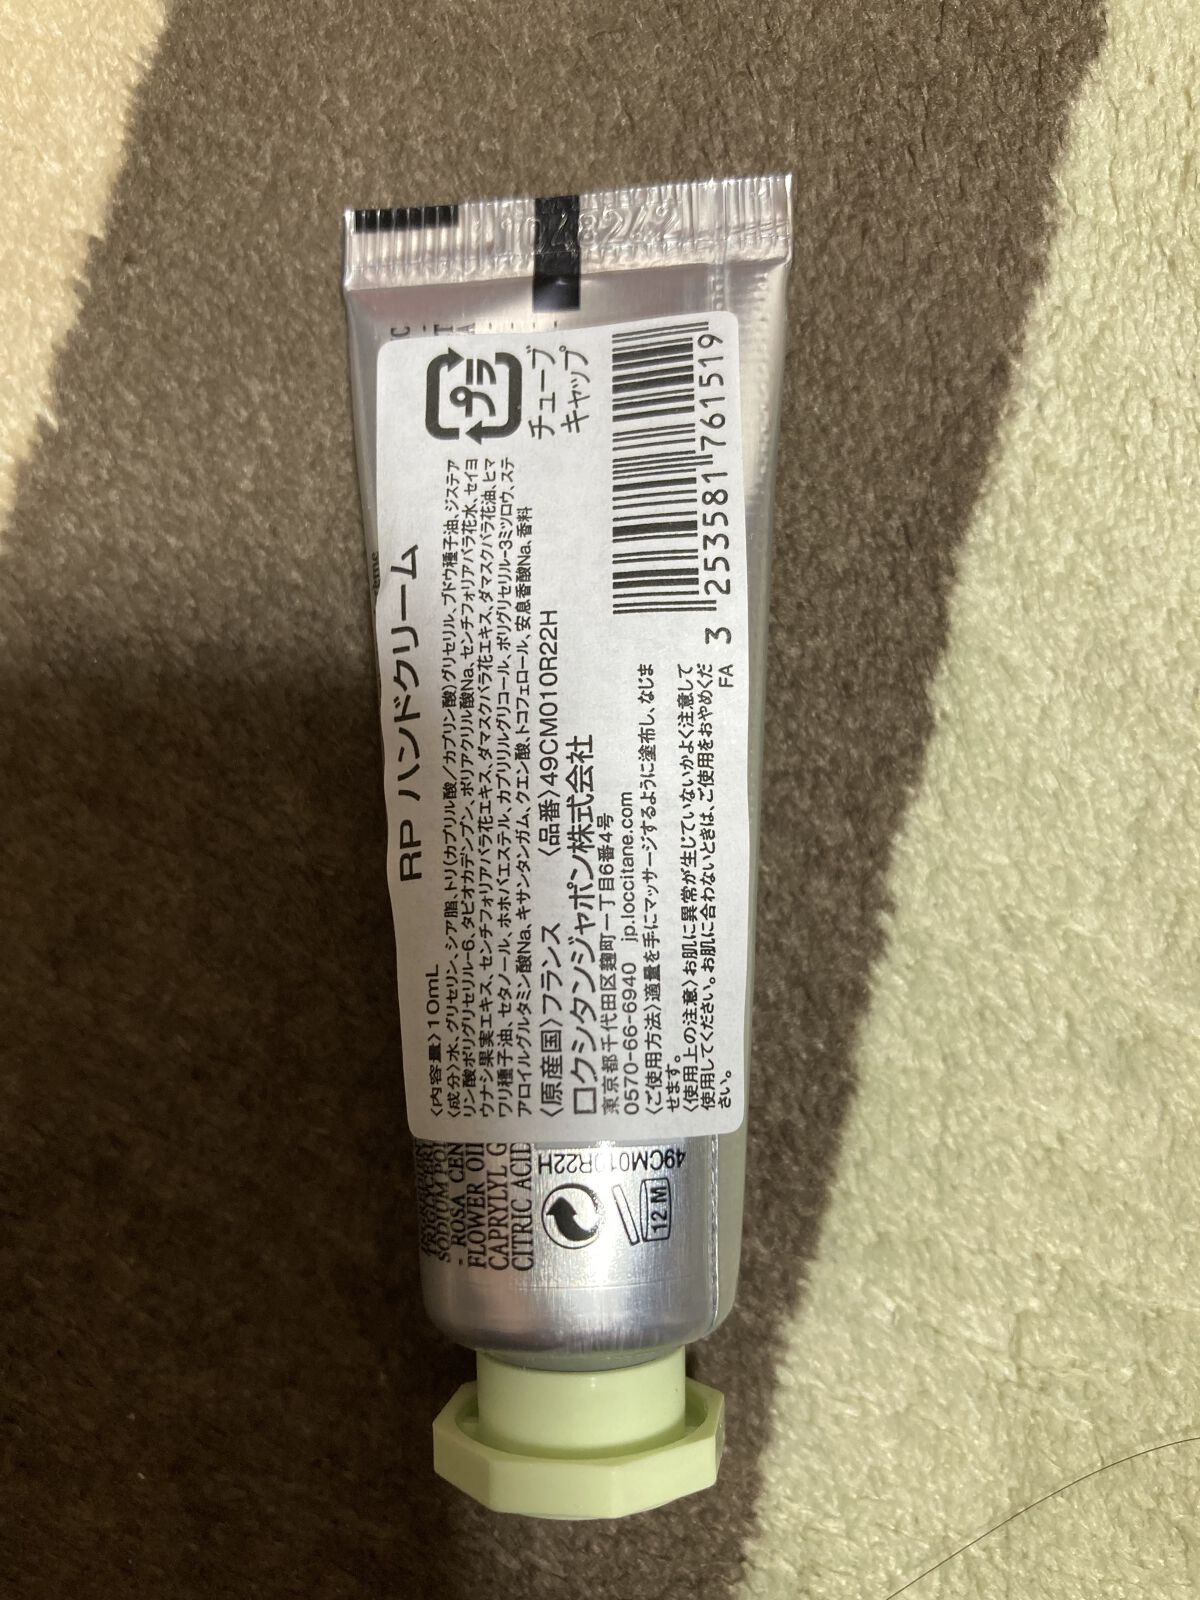 1048242
プラ
チューブ
キャップ
RP ハンドクリーム
〈内容量〉10mL
〈成分〉水、グリセリン、シア脂、トリ(カプリル酸/カプリン酸)グリセリル、ブドウ種子油、ジステア
リン酸ポリグリセリル-6、タピオカデンプン、ポリアクリル酸Na、センチフォリアバラ花水、セイヨ
ウナシ果実エキス、センチフォリアバラ花エキス、ダマスクバラ花エキス、ダマスクバラ花油、ヒマ
ワリ種子油、セタノール、ホホバエステル、カプリリルグリコール、ポリグリセリル-3ミツロウ、ステ
アロイルグルタミン酸Na、キサンタンガム、クエン酸、トコフェロール、安息香酸Na、香料
〈原産国〉フランス 〈品番〉49CM010R22H
ロクシタンジャポン株式会社
東京都千代田区麹町一丁目6番4号
0570-66-6940 jp.loccitane.com
〈ご使用方法〉適量を手にマッサージするように塗布し、なじま
せます。
〈使用上の注意〉お肌に異常が生じていないかよく注意して
使用してください。お肌に合わないときは、ご使用をおやめくだ
さい。
FA
3 253581 761519
SODIUM POL
- ROSA CEN
FLOWER OIL
CAPRYLYL G
CITRIC ACID
49CM010R22H
12 M